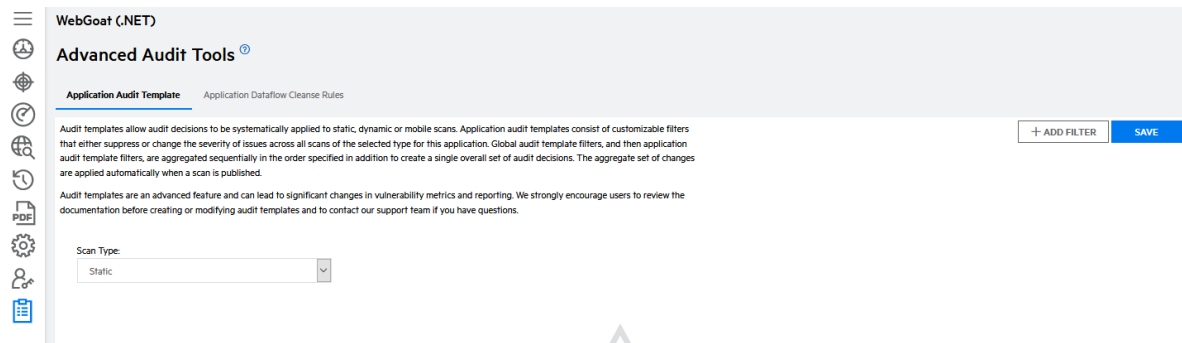 WebGoat (.NET)
Advanced Audit Tools ?
Application Audit Template Application Dataflow Cleanse Rules
Audit templates allow audit decisions to be systematically applied to static, dynamic or mobile scans. Application audit templates consist of customizable filters
that either suppress or change the severity of issues across all scans of the selected type for this application. Global audit template filters, and then application
audit template filters, are aggregated sequentially in the order specified in addition to create a single overall set of audit decisions. The aggregate set of changes
are applied automatically when a scan is published.
+ ADD FILTER SAVE
Audit templates are an advanced feature and can lead to significant changes in vulnerability metrics and reporting. We strongly encourage users to review the
documentation before creating or modifying audit templates and to contact our support team if you have questions.
Scan Type:
Static
PDF